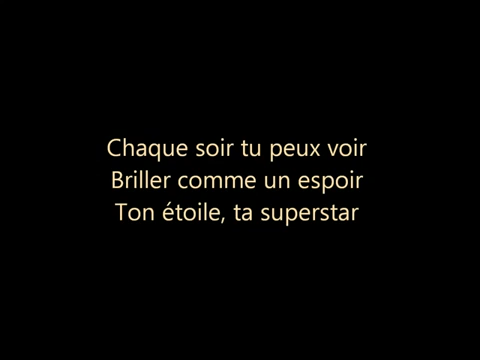 Chaque soir tu peux voir
Briller comme un espoir
Ton étoile, ta superstar